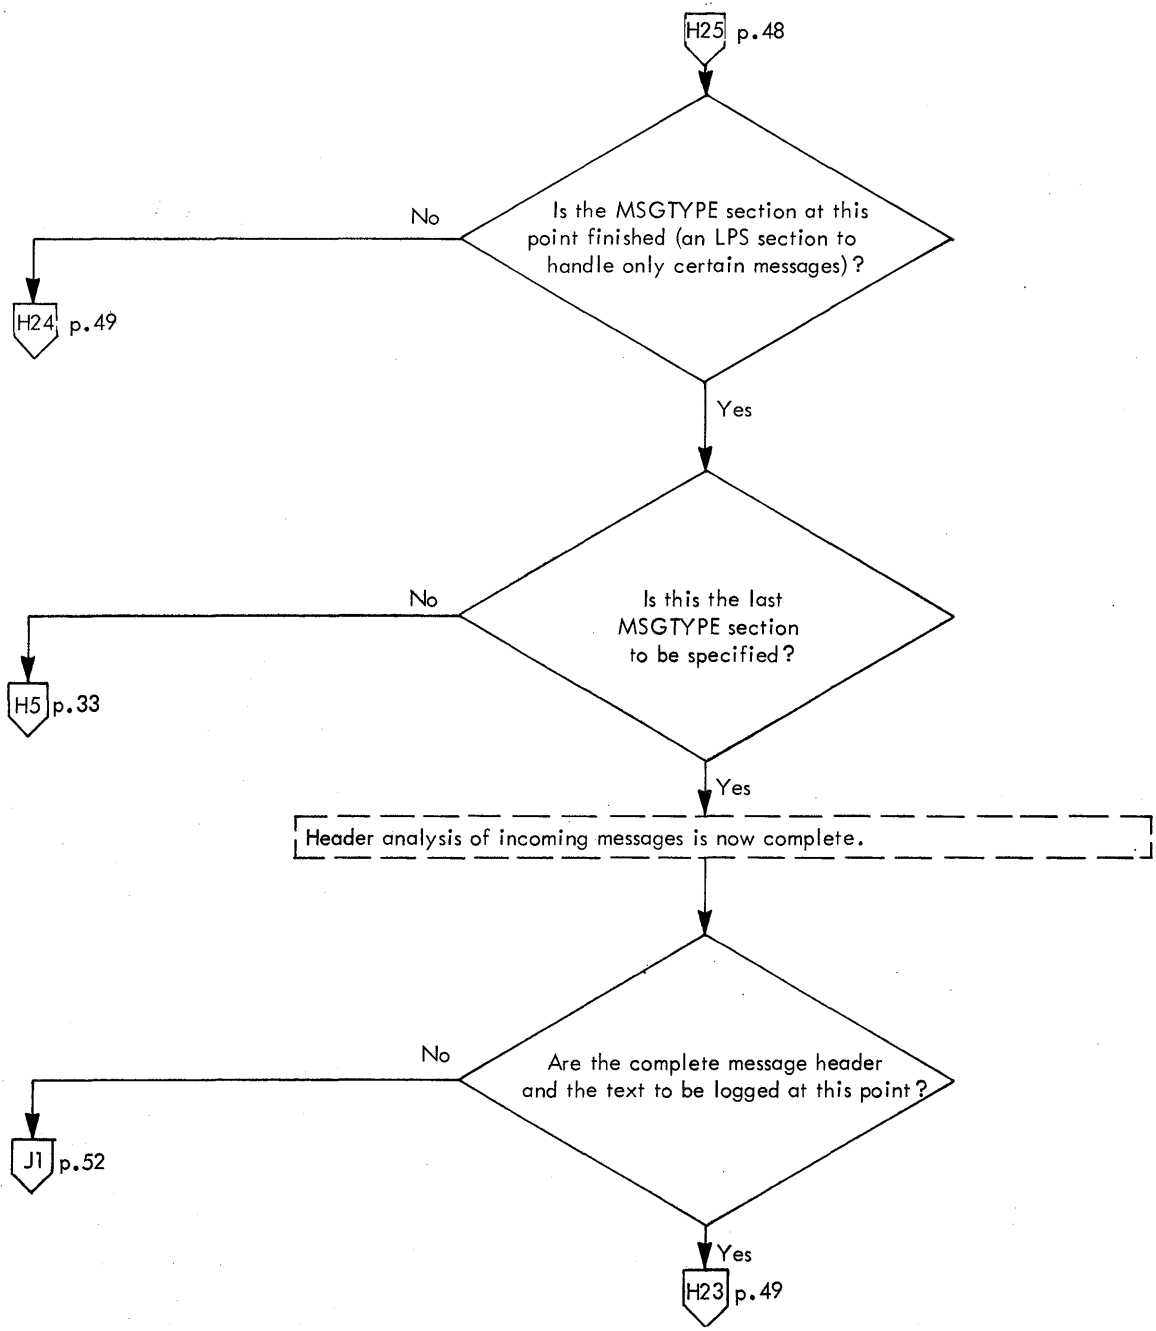 H25 p.48
Is the MSGTYPE section at this
point finished (an LPS section to
handle only certain messages)?
No
H24 p.49
Yes
Is this the last
MSGTYPE section
to be specified?
No
H5 p.33
Yes
Header analysis of incoming messages is now complete.
Are the complete message header
and the text to be logged at this point?
No
J1 p.52
Yes
H23 p.49